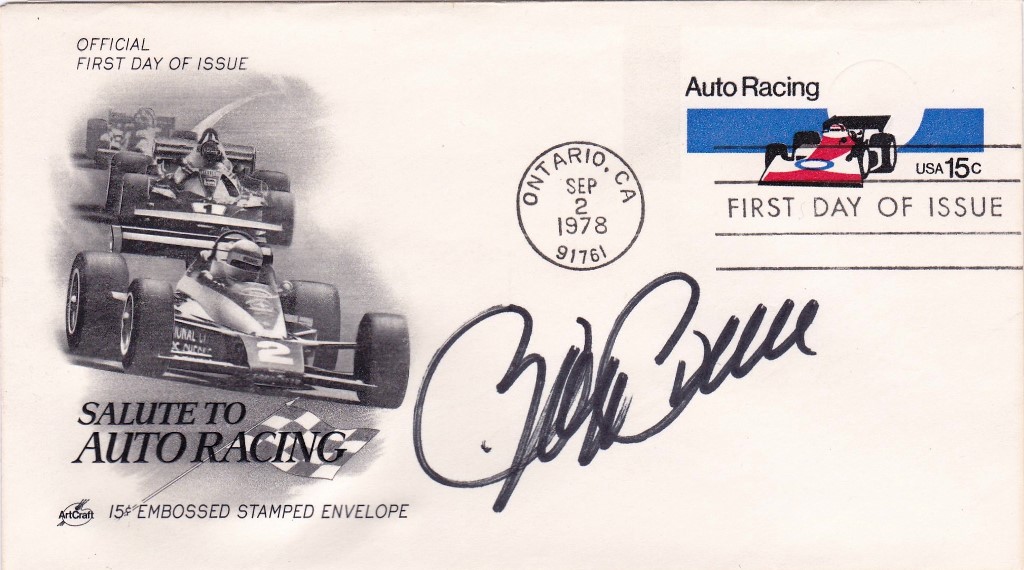 OFFICIAL
FIRST DAY OF ISSUE
Auto Racing
USA 15c
ONTARIO, CA
SEP
2
1978
91761
FIRST DAY OF ISSUE
1
2
SALUTE TO
AUTO RACING
ArtCraft
15¢ EMBOSSED STAMPED ENVELOPE